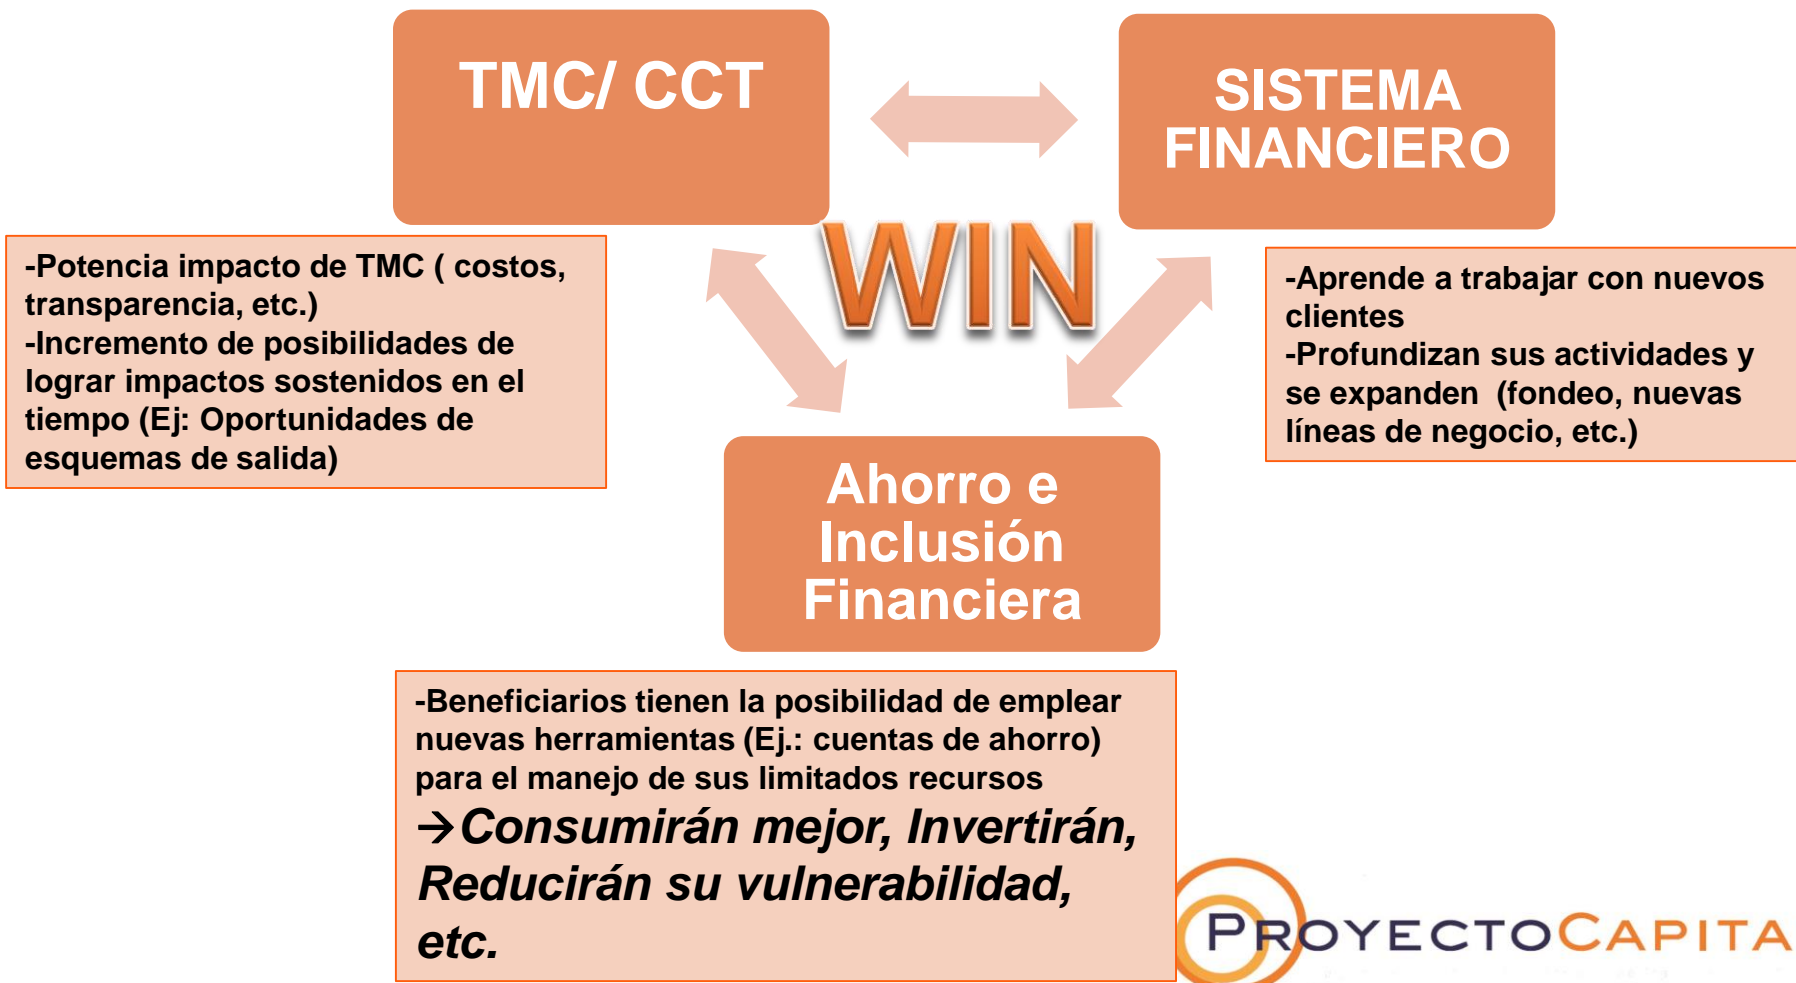 TMC/ CCT
SISTEMA
FINANCIERO
WIN
-Potencia impacto de TMC ( costos,
transparencia, etc.)
-Incremento de posibilidades de
lograr impactos sostenidos en el
tiempo (Ej: Oportunidades de
esquemas de salida)
-Aprende a trabajar con nuevos
clientes
-Profundizan sus actividades y
se expanden (fondeo, nuevas
líneas de negocio, etc.)
Ahorro e
Inclusión
Financiera
-Beneficiarios tienen la posibilidad de emplear
nuevas herramientas (Ej.: cuentas de ahorro)
para el manejo de sus limitados recursos
→Consumirán mejor, Invertirán,
Reducirán su vulnerabilidad,
etc.
PROYECTOCAPITA